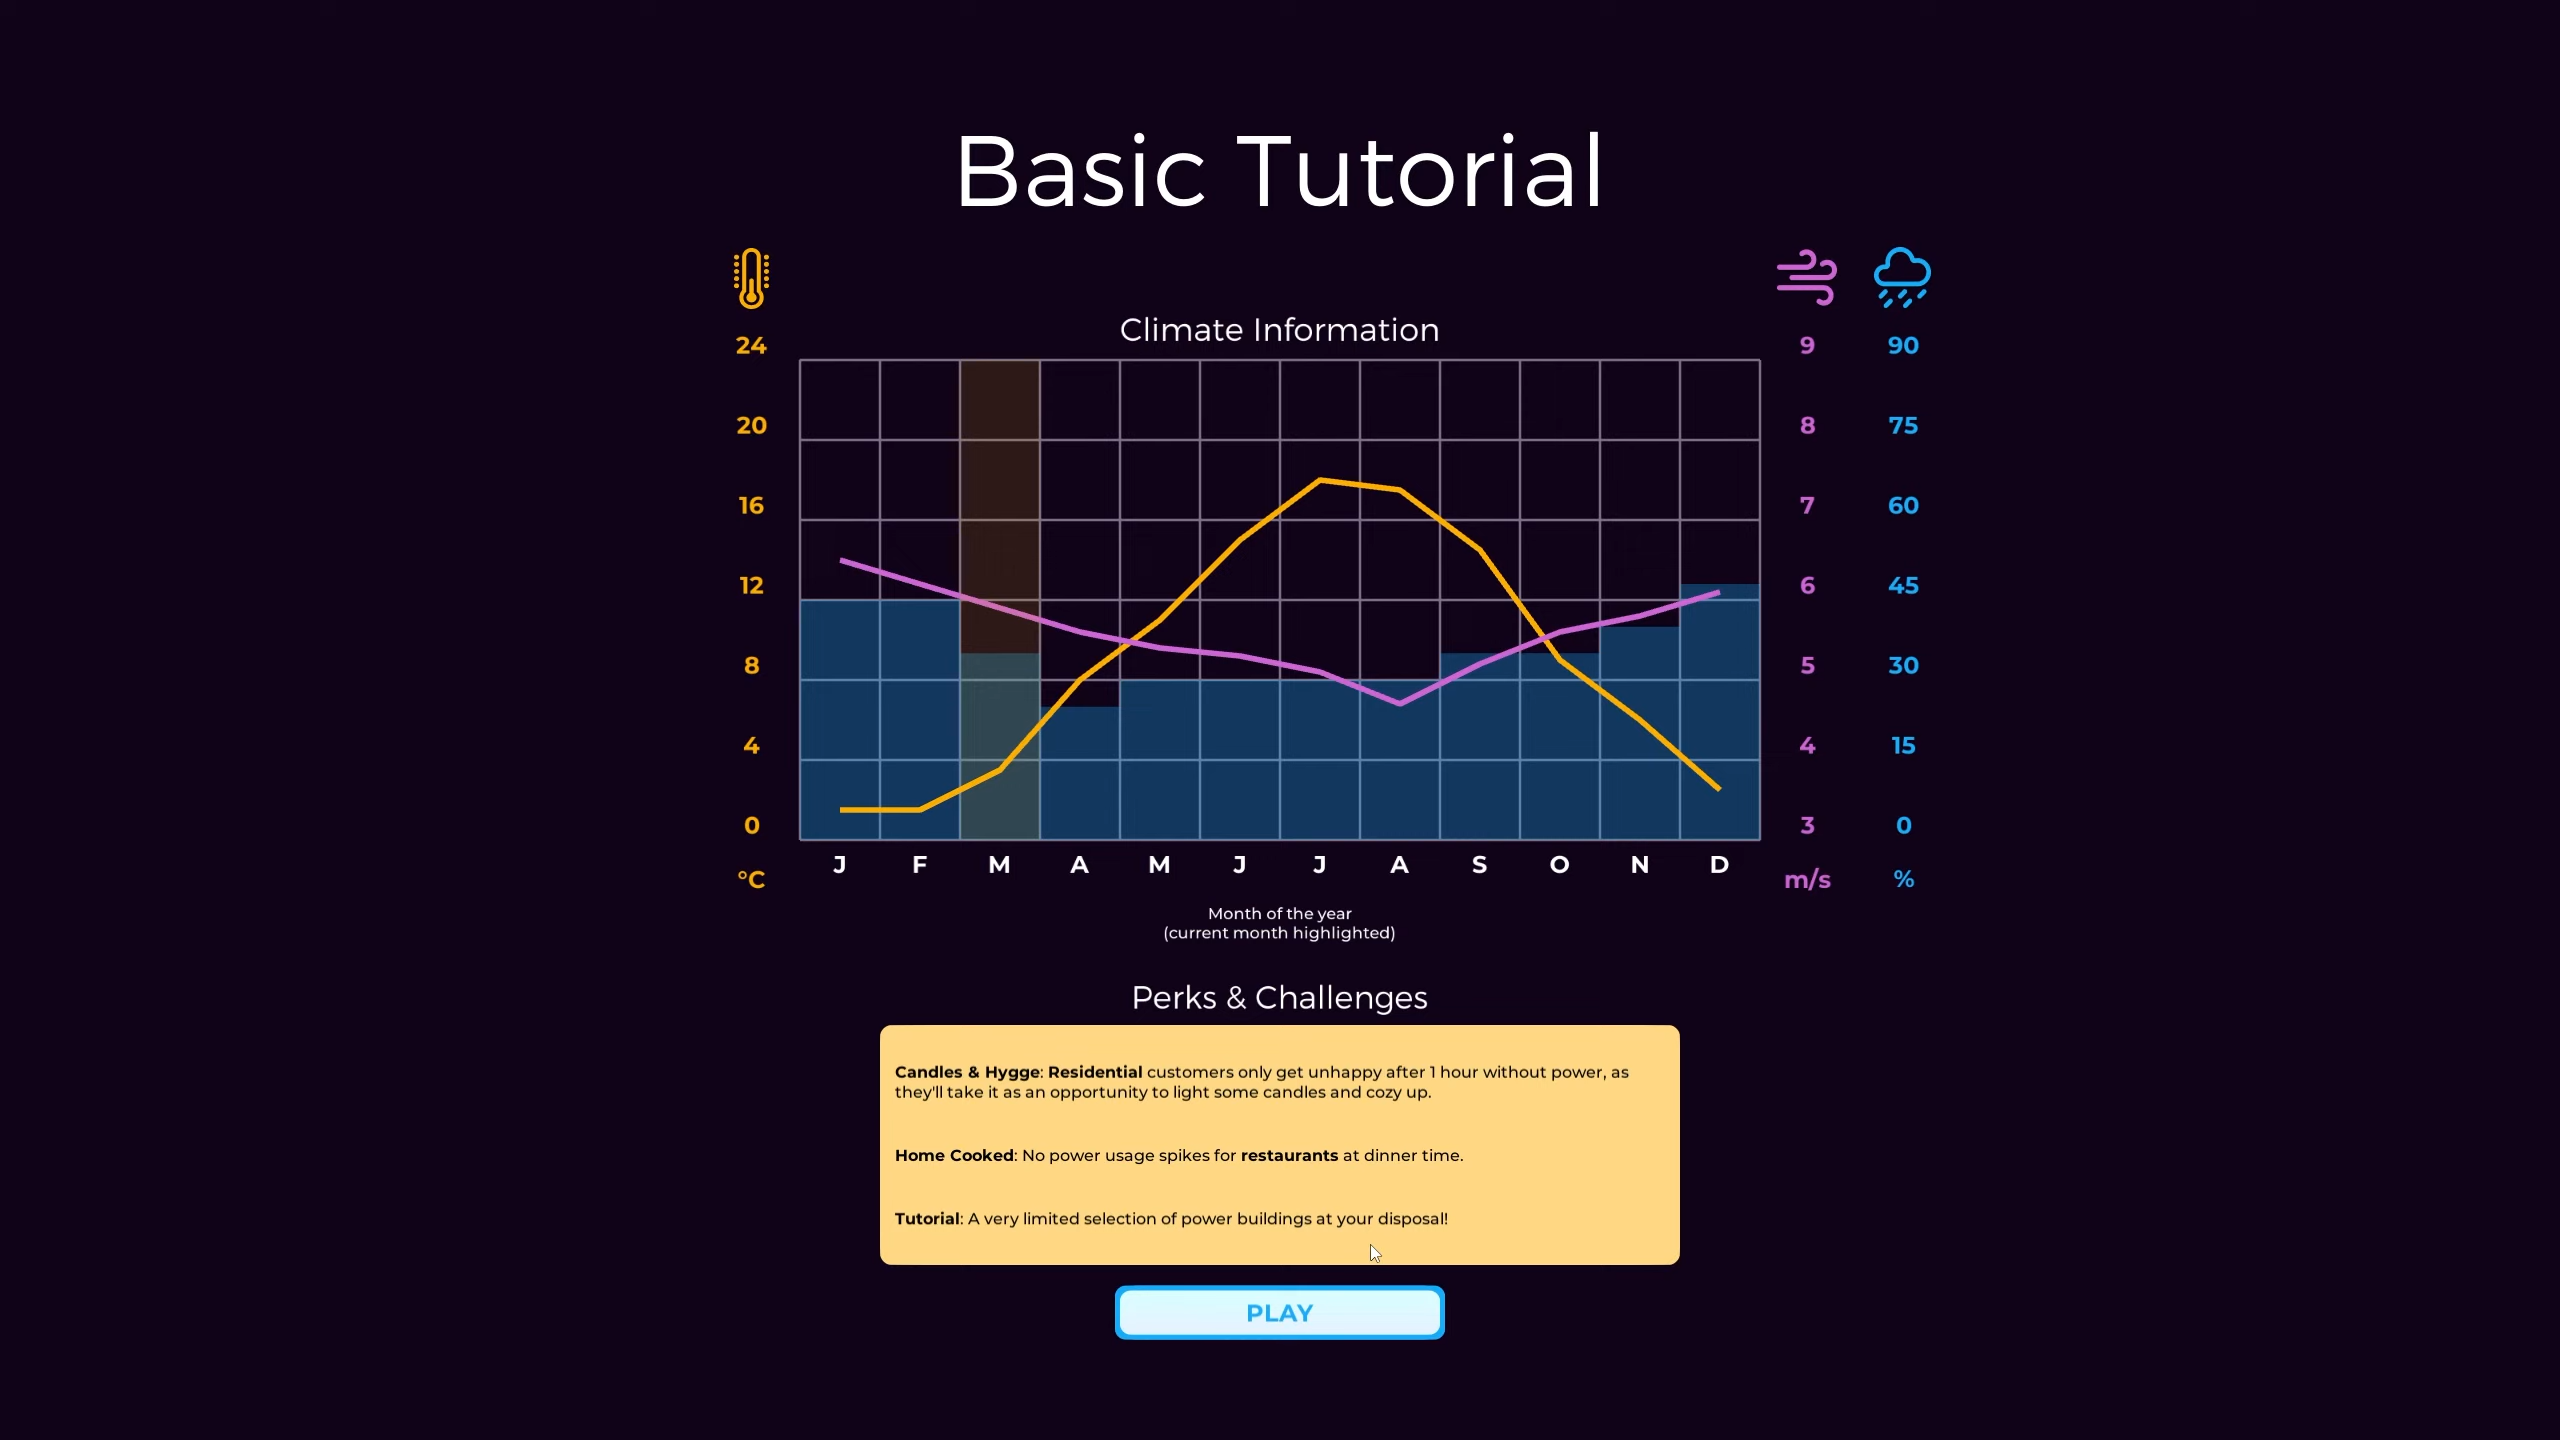 Basic Tutorial
Climate Information
24 9 90
20 8 75
16 7 60
12 6 45
8 5 30
4 4 15
0 3 0
J F M A M J J A S O N D
°C m/s %
Month of the year
(current month highlighted)
Perks & Challenges
Candles & Hygge: Residential customers only get unhappy after 1 hour without power, as
they'll take it as an opportunity to light some candles and cozy up.
Home Cooked: No power usage spikes for restaurants at dinner time.
Tutorial: A very limited selection of power buildings at your disposal!
PLAY